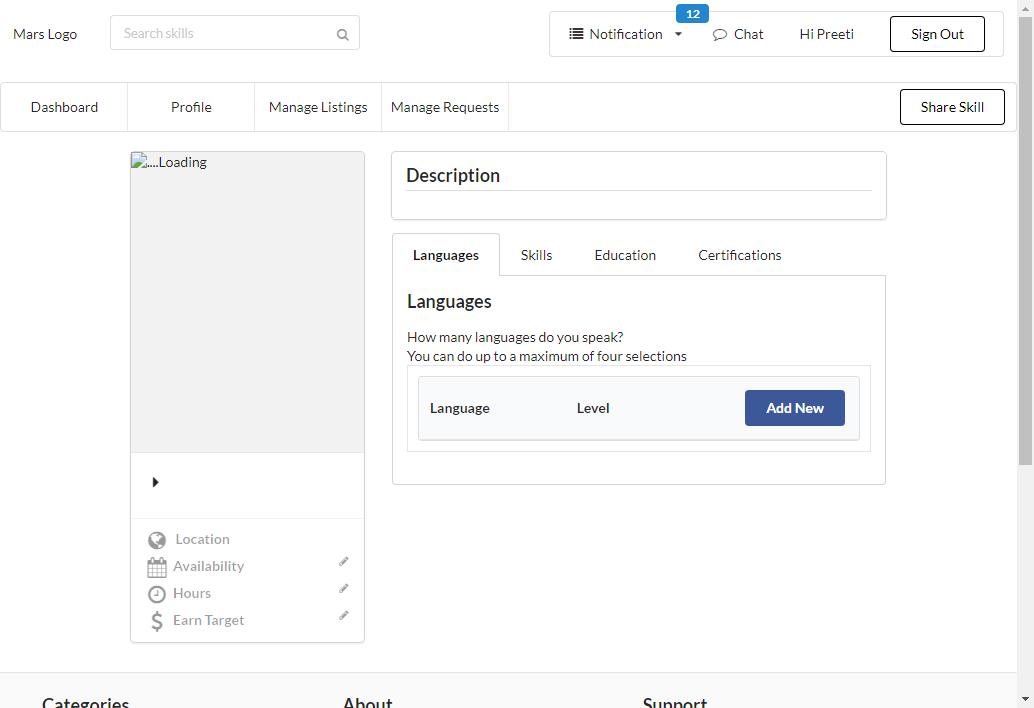 12
Mars Logo
Search skills
Notification Chat Hi Preeti Sign Out
Dashboard Profile Manage Listings Manage Requests Share Skill
....Loading
Description
Languages Skills Education Certifications
Languages
How many languages do you speak?
You can do up to a maximum of four selections
Language Level Add New
Location
Availability
Hours
Earn Target
Categories About Support